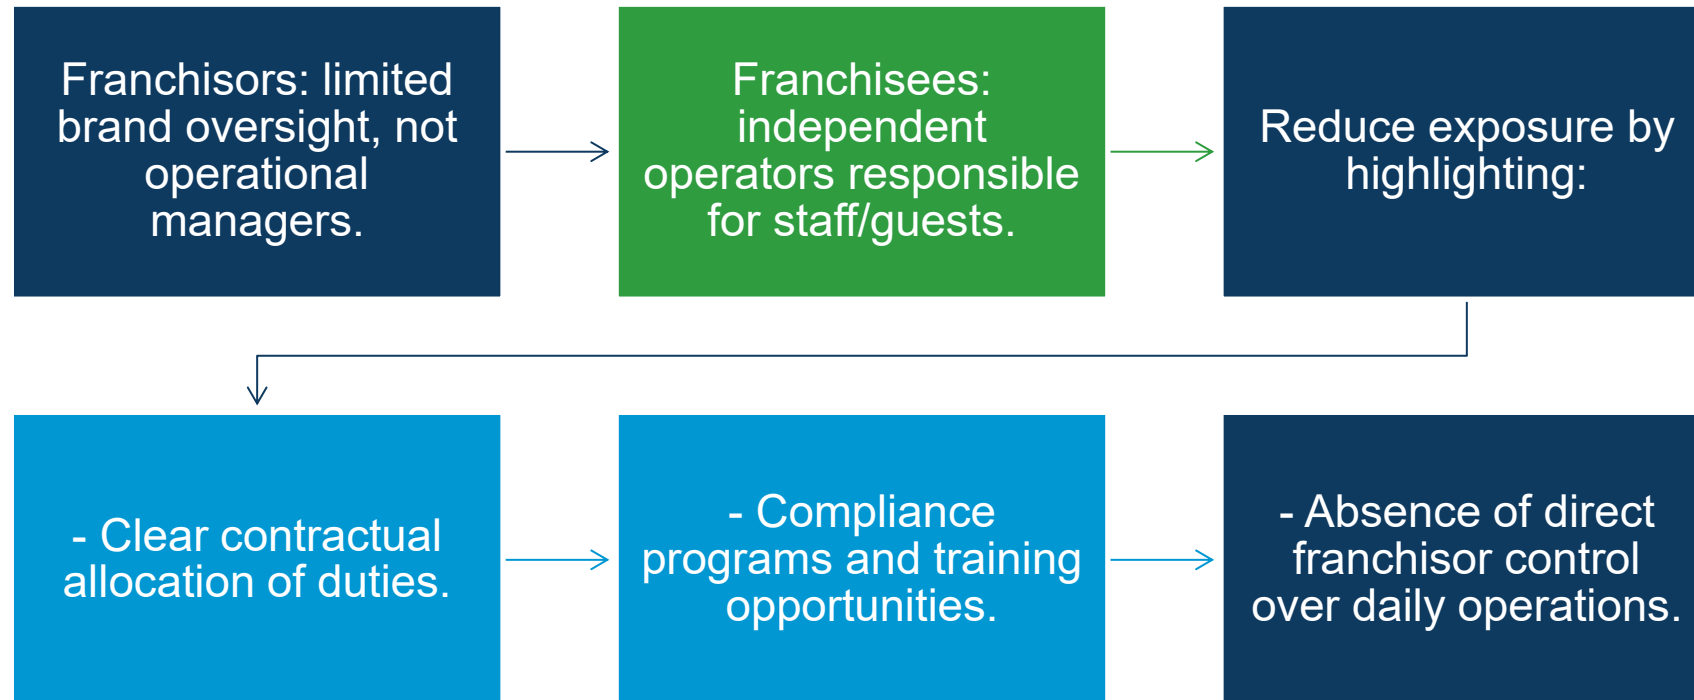 Franchisors: limited
brand oversight, not
operational
managers.
Franchisees:
independent
operators responsible
for staff/guests.
Reduce exposure by
highlighting:
- Clear contractual
allocation of duties.
- Compliance
programs and training
opportunities.
- Absence of direct
franchisor control
over daily operations.